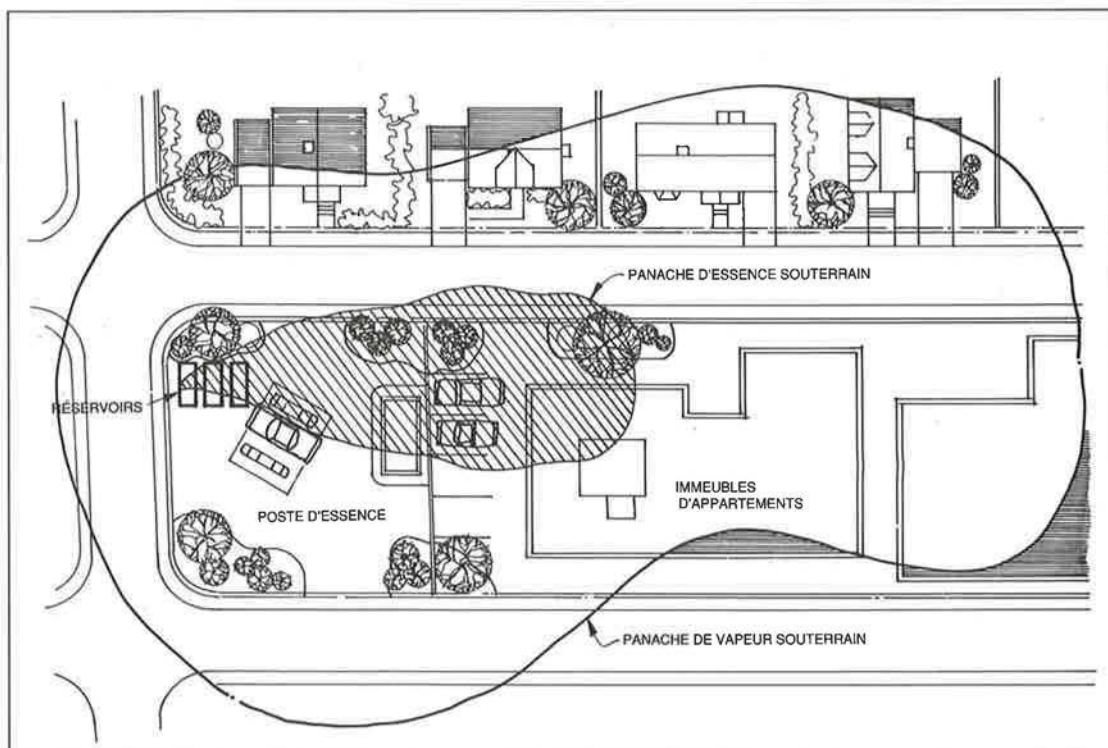 PANACHE D'ESSENCE SOUTERRAIN
RÉSERVOIRS
IMMEUBLES
D'APPARTEMENTS
POSTE D'ESSENCE
PANACHE DE VAPEUR SOUTERRAIN